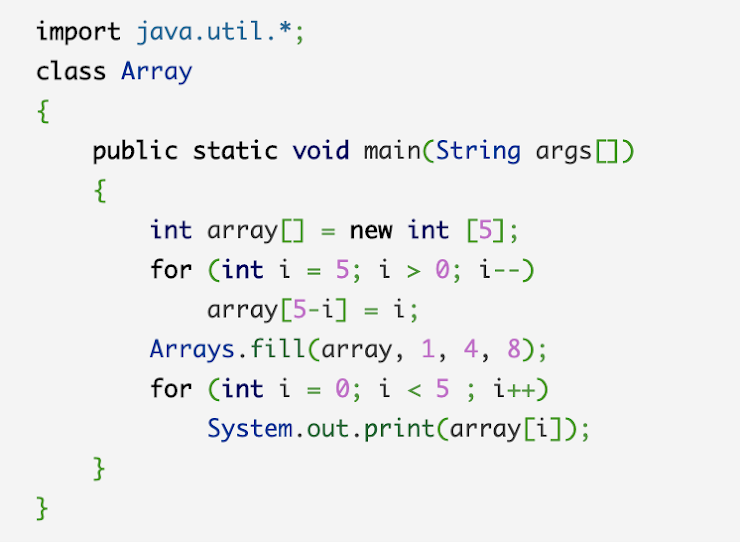 import java.util.*;
class Array
{
    public static void main(String args[])
    {
        int array[] = new int [5];
        for (int i = 5; i > 0; i--)
            array[5-i] = i;
        Arrays.fill(array, 1, 4, 8);
        for (int i = 0; i < 5 ; i++)
            System.out.print(array[i]);
    }
}